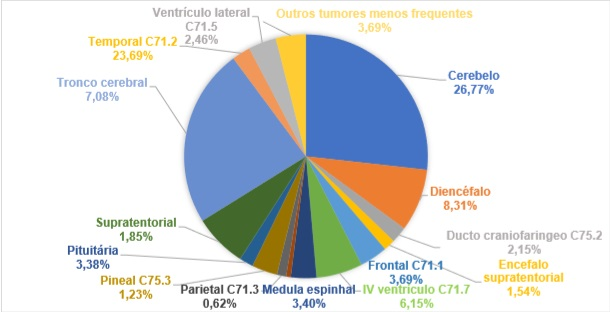 Ventrículo lateral
C71.5
2,46%
Outros tumores menos frequentes
3,69%
Temporal C71.2
23,69%
Tronco cerebral
7,08%
Cerebelo
26,77%
Diencéfalo
8,31%
Ducto craniofaringeo C75.2
2,15%
Encefalo
supratentorial
1,54%
Frontal C71.1
3,69%
IV ventriculo C71.7
6,15%
Medula espinhal
3,40%
Parietal C71.3
0,62%
Pineal C75.3
1,23%
Pituitária
3,38%
Supratentorial
1,85%